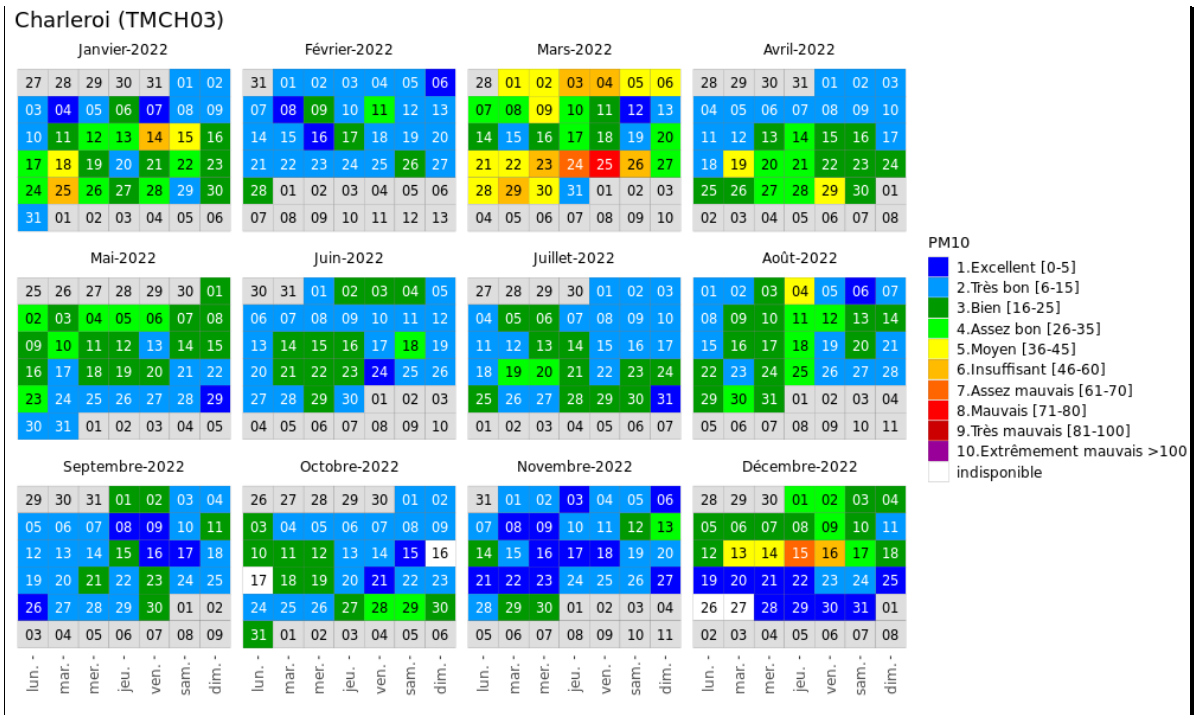 Charleroi (TMCH03)
Janvier-2022
27 28 29 30 31 01 02
03 04 05 06 07 08 09
10 11 12 13 14 15 16
17 18 19 20 21 22 23
24 25 26 27 28 29 30
31 01 02 03 04 05 06
Février-2022
31 01 02 03 04 05 06
07 08 09 10 11 12 13
14 15 16 17 18 19 20
21 22 23 24 25 26 27
28 01 02 03 04 05 06
07 08 09 10 11 12 13
Mars-2022
28 01 02 03 04 05 06
07 08 09 10 11 12 13
14 15 16 17 18 19 20
21 22 23 24 25 26 27
28 29 30 31 01 02 03
04 05 06 07 08 09 10
Avril-2022
28 29 30 31 01 02 03
04 05 06 07 08 09 10
11 12 13 14 15 16 17
18 19 20 21 22 23 24
25 26 27 28 29 30 01
02 03 04 05 06 07 08
Mai-2022
25 26 27 28 29 30 01
02 03 04 05 06 07 08
09 10 11 12 13 14 15
16 17 18 19 20 21 22
23 24 25 26 27 28 29
30 31 01 02 03 04 05
Juin-2022
30 31 01 02 03 04 05
06 07 08 09 10 11 12
13 14 15 16 17 18 19
20 21 22 23 24 25 26
27 28 29 30 01 02 03
04 05 06 07 08 09 10
Juillet-2022
27 28 29 30 01 02 03
04 05 06 07 08 09 10
11 12 13 14 15 16 17
18 19 20 21 22 23 24
25 26 27 28 29 30 31
01 02 03 04 05 06 07
Août-2022
01 02 03 04 05 06 07
08 09 10 11 12 13 14
15 16 17 18 19 20 21
22 23 24 25 26 27 28
29 30 31 01 02 03 04
05 06 07 08 09 10 11
Septembre-2022
29 30 31 01 02 03 04
05 06 07 08 09 10 11
12 13 14 15 16 17 18
19 20 21 22 23 24 25
26 27 28 29 30 01 02
03 04 05 06 07 08 09
lun. - mar. - mer. - jeu. - ven. - sam. - dim. -
Octobre-2022
26 27 28 29 30 01 02
03 04 05 06 07 08 09
10 11 12 13 14 15 16
17 18 19 20 21 22 23
24 25 26 27 28 29 30
31 01 02 03 04 05 06
lun. - mar. - mer. - jeu. - ven. - sam. - dim. -
Novembre-2022
31 01 02 03 04 05 06
07 08 09 10 11 12 13
14 15 16 17 18 19 20
21 22 23 24 25 26 27
28 29 30 01 02 03 04
05 06 07 08 09 10 11
lun. - mar. - mer. - jeu. - ven. - sam. - dim. -
Décembre-2022
28 29 30 01 02 03 04
05 06 07 08 09 10 11
12 13 14 15 16 17 18
19 20 21 22 23 24 25
26 27 28 29 30 31 01
02 03 04 05 06 07 08
lun. - mar. - mer. - jeu. - ven. - sam. - dim. -
PM10
1.Excellent [0-5]
2.Très bon [6-15]
3.Bien [16-25]
4.Assez bon [26-35]
5.Moyen [36-45]
6.Insuffisant [46-60]
7.Assez mauvais [61-70]
8.Mauvais [71-80]
9.Très mauvais [81-100]
10.Extrêmement mauvais >100
indisponible